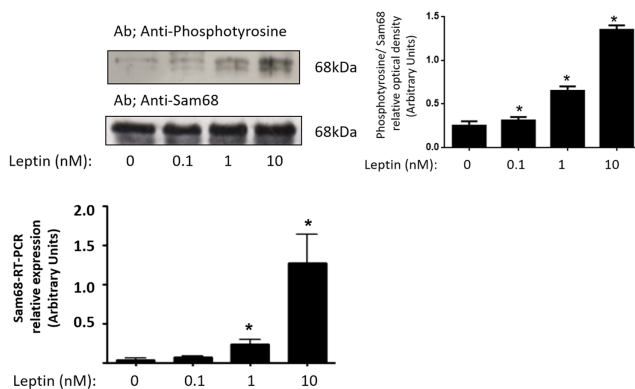 Ab; Anti-Phosphotyrosine
68kDa
Ab; Anti-Sam68
68kDa
Leptin (nM): 0 0.1 1 10
Phosphotyrosine/ Sam68
relative optical density
(Arbitrary Units)
1.5
1.0
0.5
0.0
* * *
Leptin (nM): 0 0.1 1 10
Sam68-RT-PCR
relative expression
(Arbitrary Units)
2.0
1.5
1.0
0.5
* *
Leptin (nM): 0 0.1 1 10